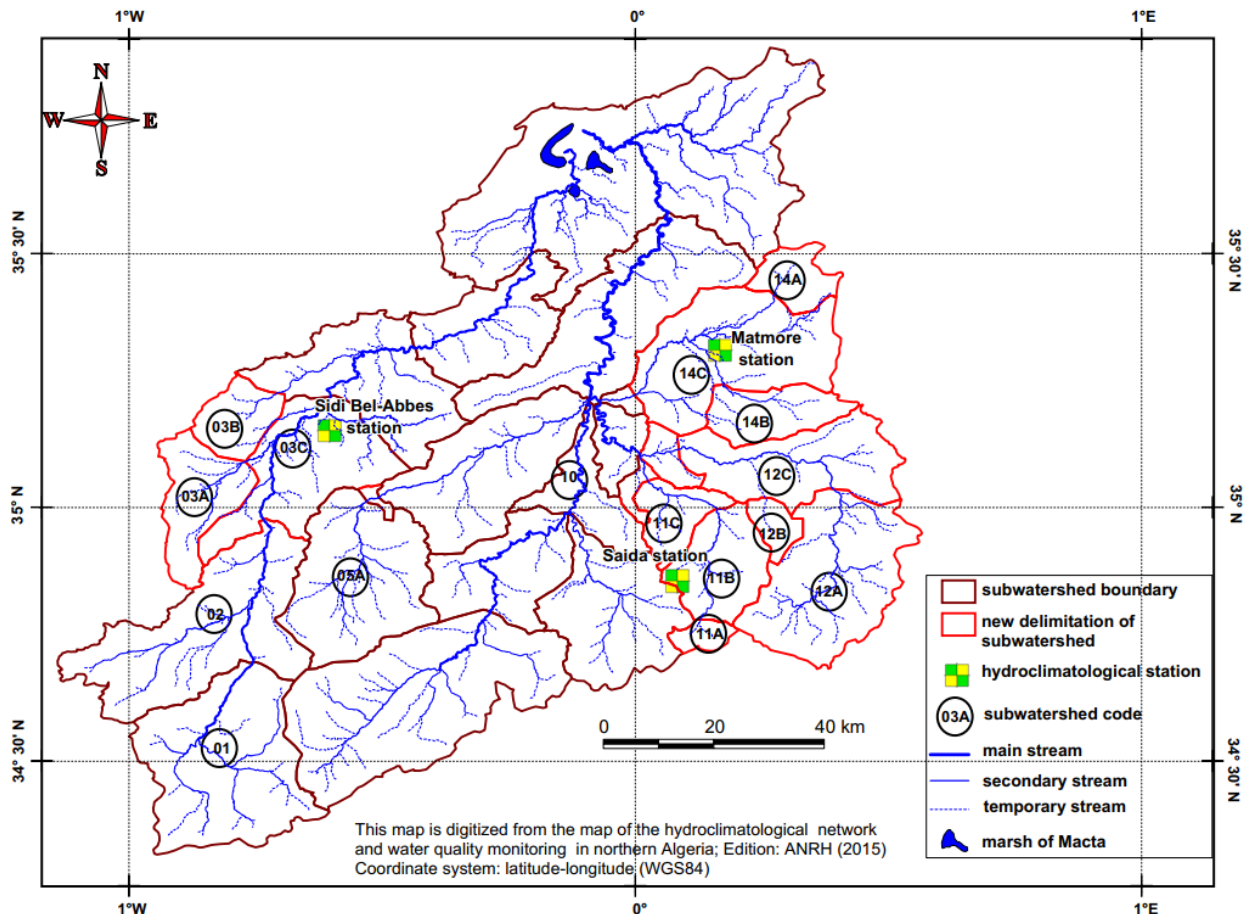 1°W
0°
1°E
N
W
E
S
35° 30' N
35° 30' N
14A
Matmore
station
14C
Sidi Bel-Abbes
station
03B
14B
03C
12C
10
03A
35° N
35° N
11C
12B
Saida station
11B
05A
12A
02
11A
01
subwatershed boundary
new delimitation of
subwatershed
hydroclimatological station
03A
subwatershed code
main stream
secondary stream
temporary stream
marsh of Macta
0
20
40 km
34° 30' N
34° 30' N
This map is digitized from the map of the hydroclimatological network
and water quality monitoring in northern Algeria; Edition: ANRH (2015)
Coordinate system: latitude-longitude (WGS84)
1°W
0°
1°E